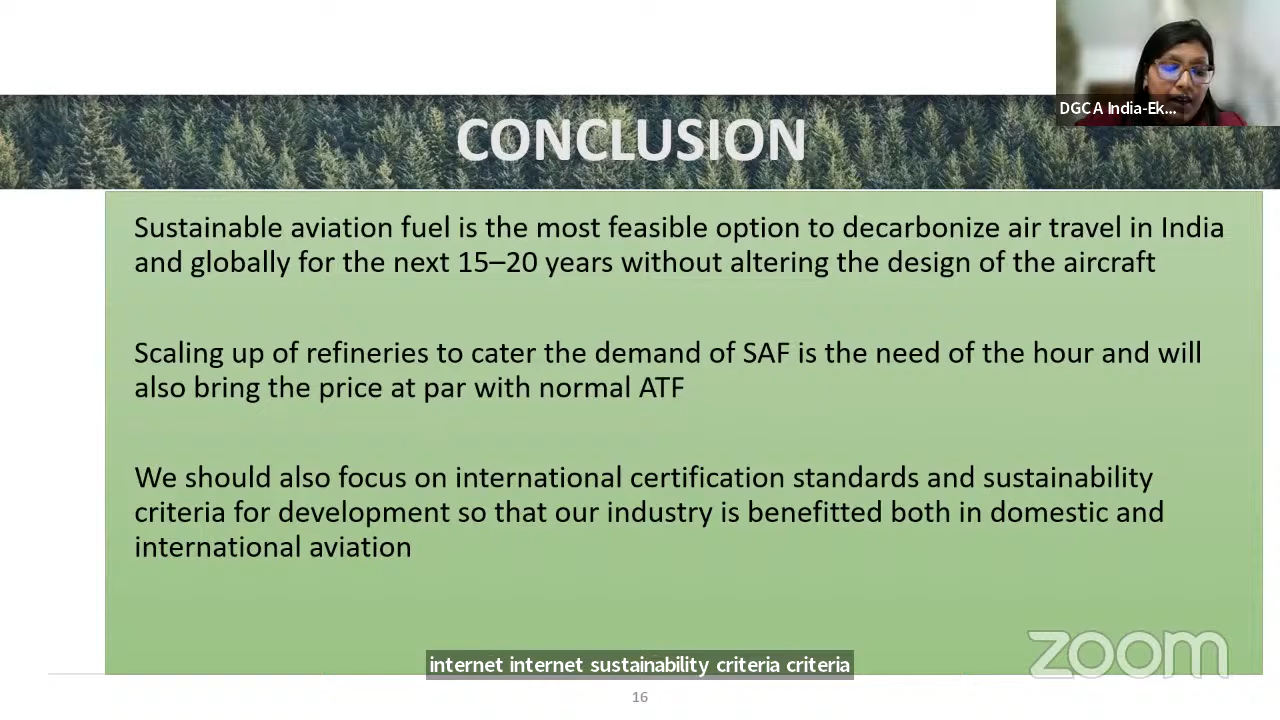 DGCA India-Ek...
CONCLUSION
Sustainable aviation fuel is the most feasible option to decarbonize air travel in India
and globally for the next 15–20 years without altering the design of the aircraft
Scaling up of refineries to cater the demand of SAF is the need of the hour and will
also bring the price at par with normal ATF
We should also focus on international certification standards and sustainability
criteria for development so that our industry is benefitted both in domestic and
international aviation
zoom
internet internet sustainability criteria criteria
16